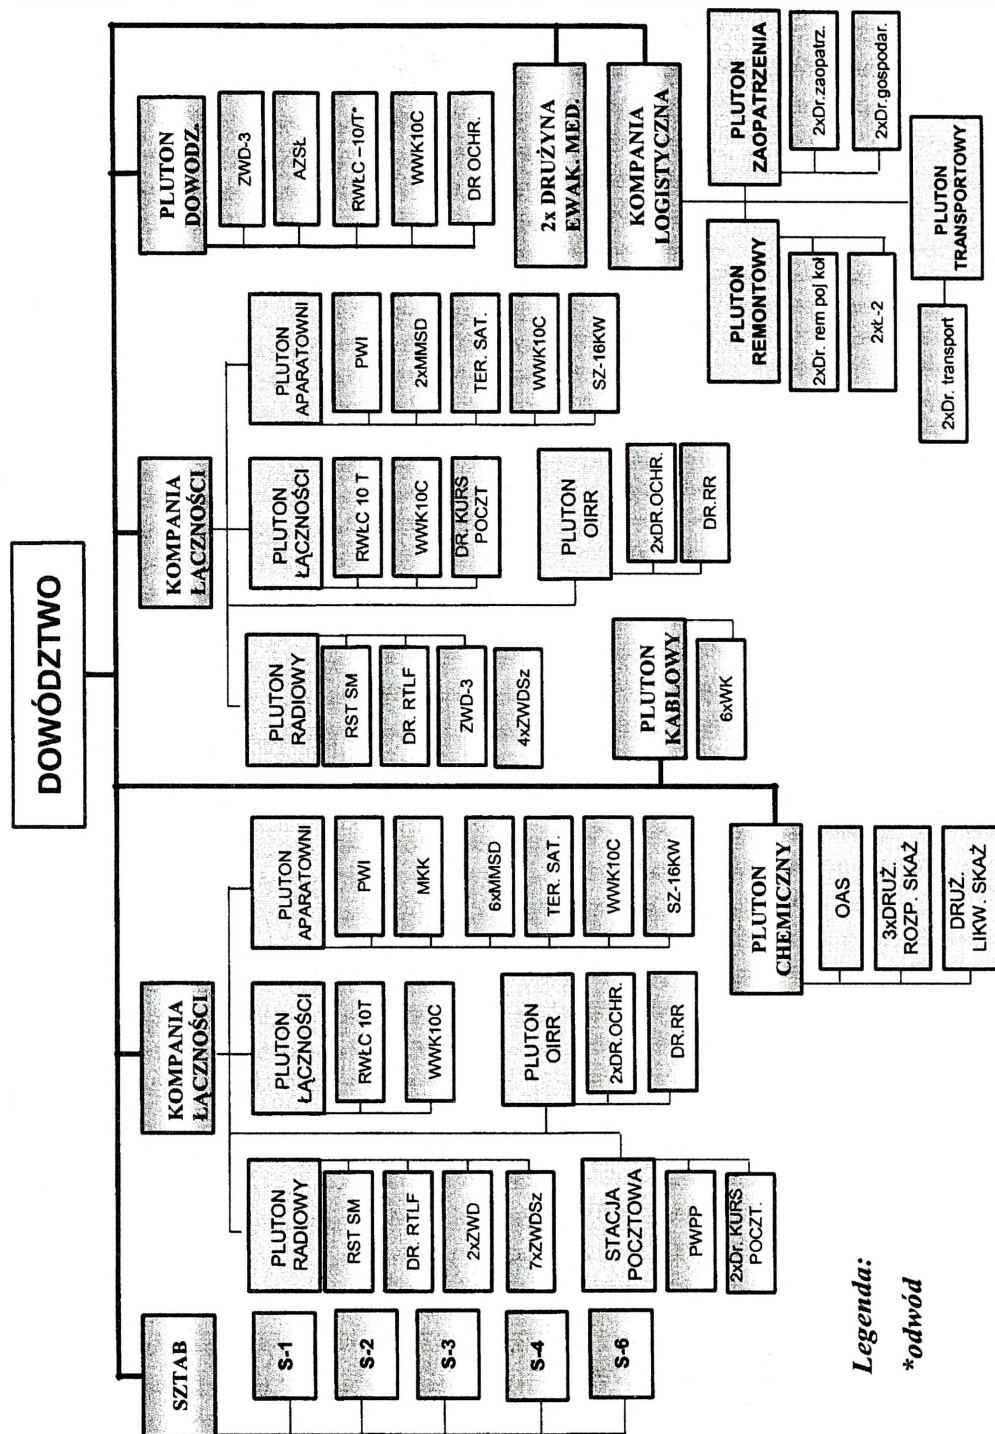 DOWÓDZTWO
SZTAB
S-1
S-2
S-3
S-4
S-6
KOMPANIA
ŁĄCZNOŚCI
PLUTON
RADIOWY
RST SM
DR. RTLF
2xZWD
7xZWDSz
STACJA
POCZTOWA
PWPP
2xDr. KURS
POCZT.
PLUTON
ŁĄCZNOŚCI
RWŁC 10T
WWK10C
PLUTON
OIRR
2xDR.OCHR.
DR.RR
PLUTON
APARATOWNI
PWI
MKK
6xMMSD
TER. SAT.
WWK10C
SZ-16KW
PLUTON
CHEMICZNY
OAS
3xDRUŻ.
ROZP. SKAŻ
DRUŻ.
LIKW. SKAŻ
PLUTON
KABLOWY
6xWK
KOMPANIA
ŁĄCZNOŚCI
PLUTON
RADIOWY
RST SM
DR. RTLF
ZWD-3
4xZWDSz
PLUTON
ŁĄCZNOŚCI
RWŁC 10 T
WWK10C
DR. KURS
POCZT
PLUTON
OIRR
2xDR.OCHR.
DR.RR
PLUTON
APARATOWNI
PWI
2xMMSD
TER. SAT.
WWK10C
SZ-16KW
PLUTON
DOWODZ.
ZWD-3
AZSŁ
RWŁC –10/T*
WWK10C
DR OCHR.
2x DRUŻYNA
EWAK. MED.
KOMPANIA
LOGISTYCZNA
PLUTON
REMONTOWY
2xDr. rem poj koł
2xŁ-2
PLUTON
ZAOPATRZENIA
2xDr.zaopatrz.
2xDr.gospodar.
PLUTON
TRANSPORTOWY
2xDr. transport
Legenda:
*odwód